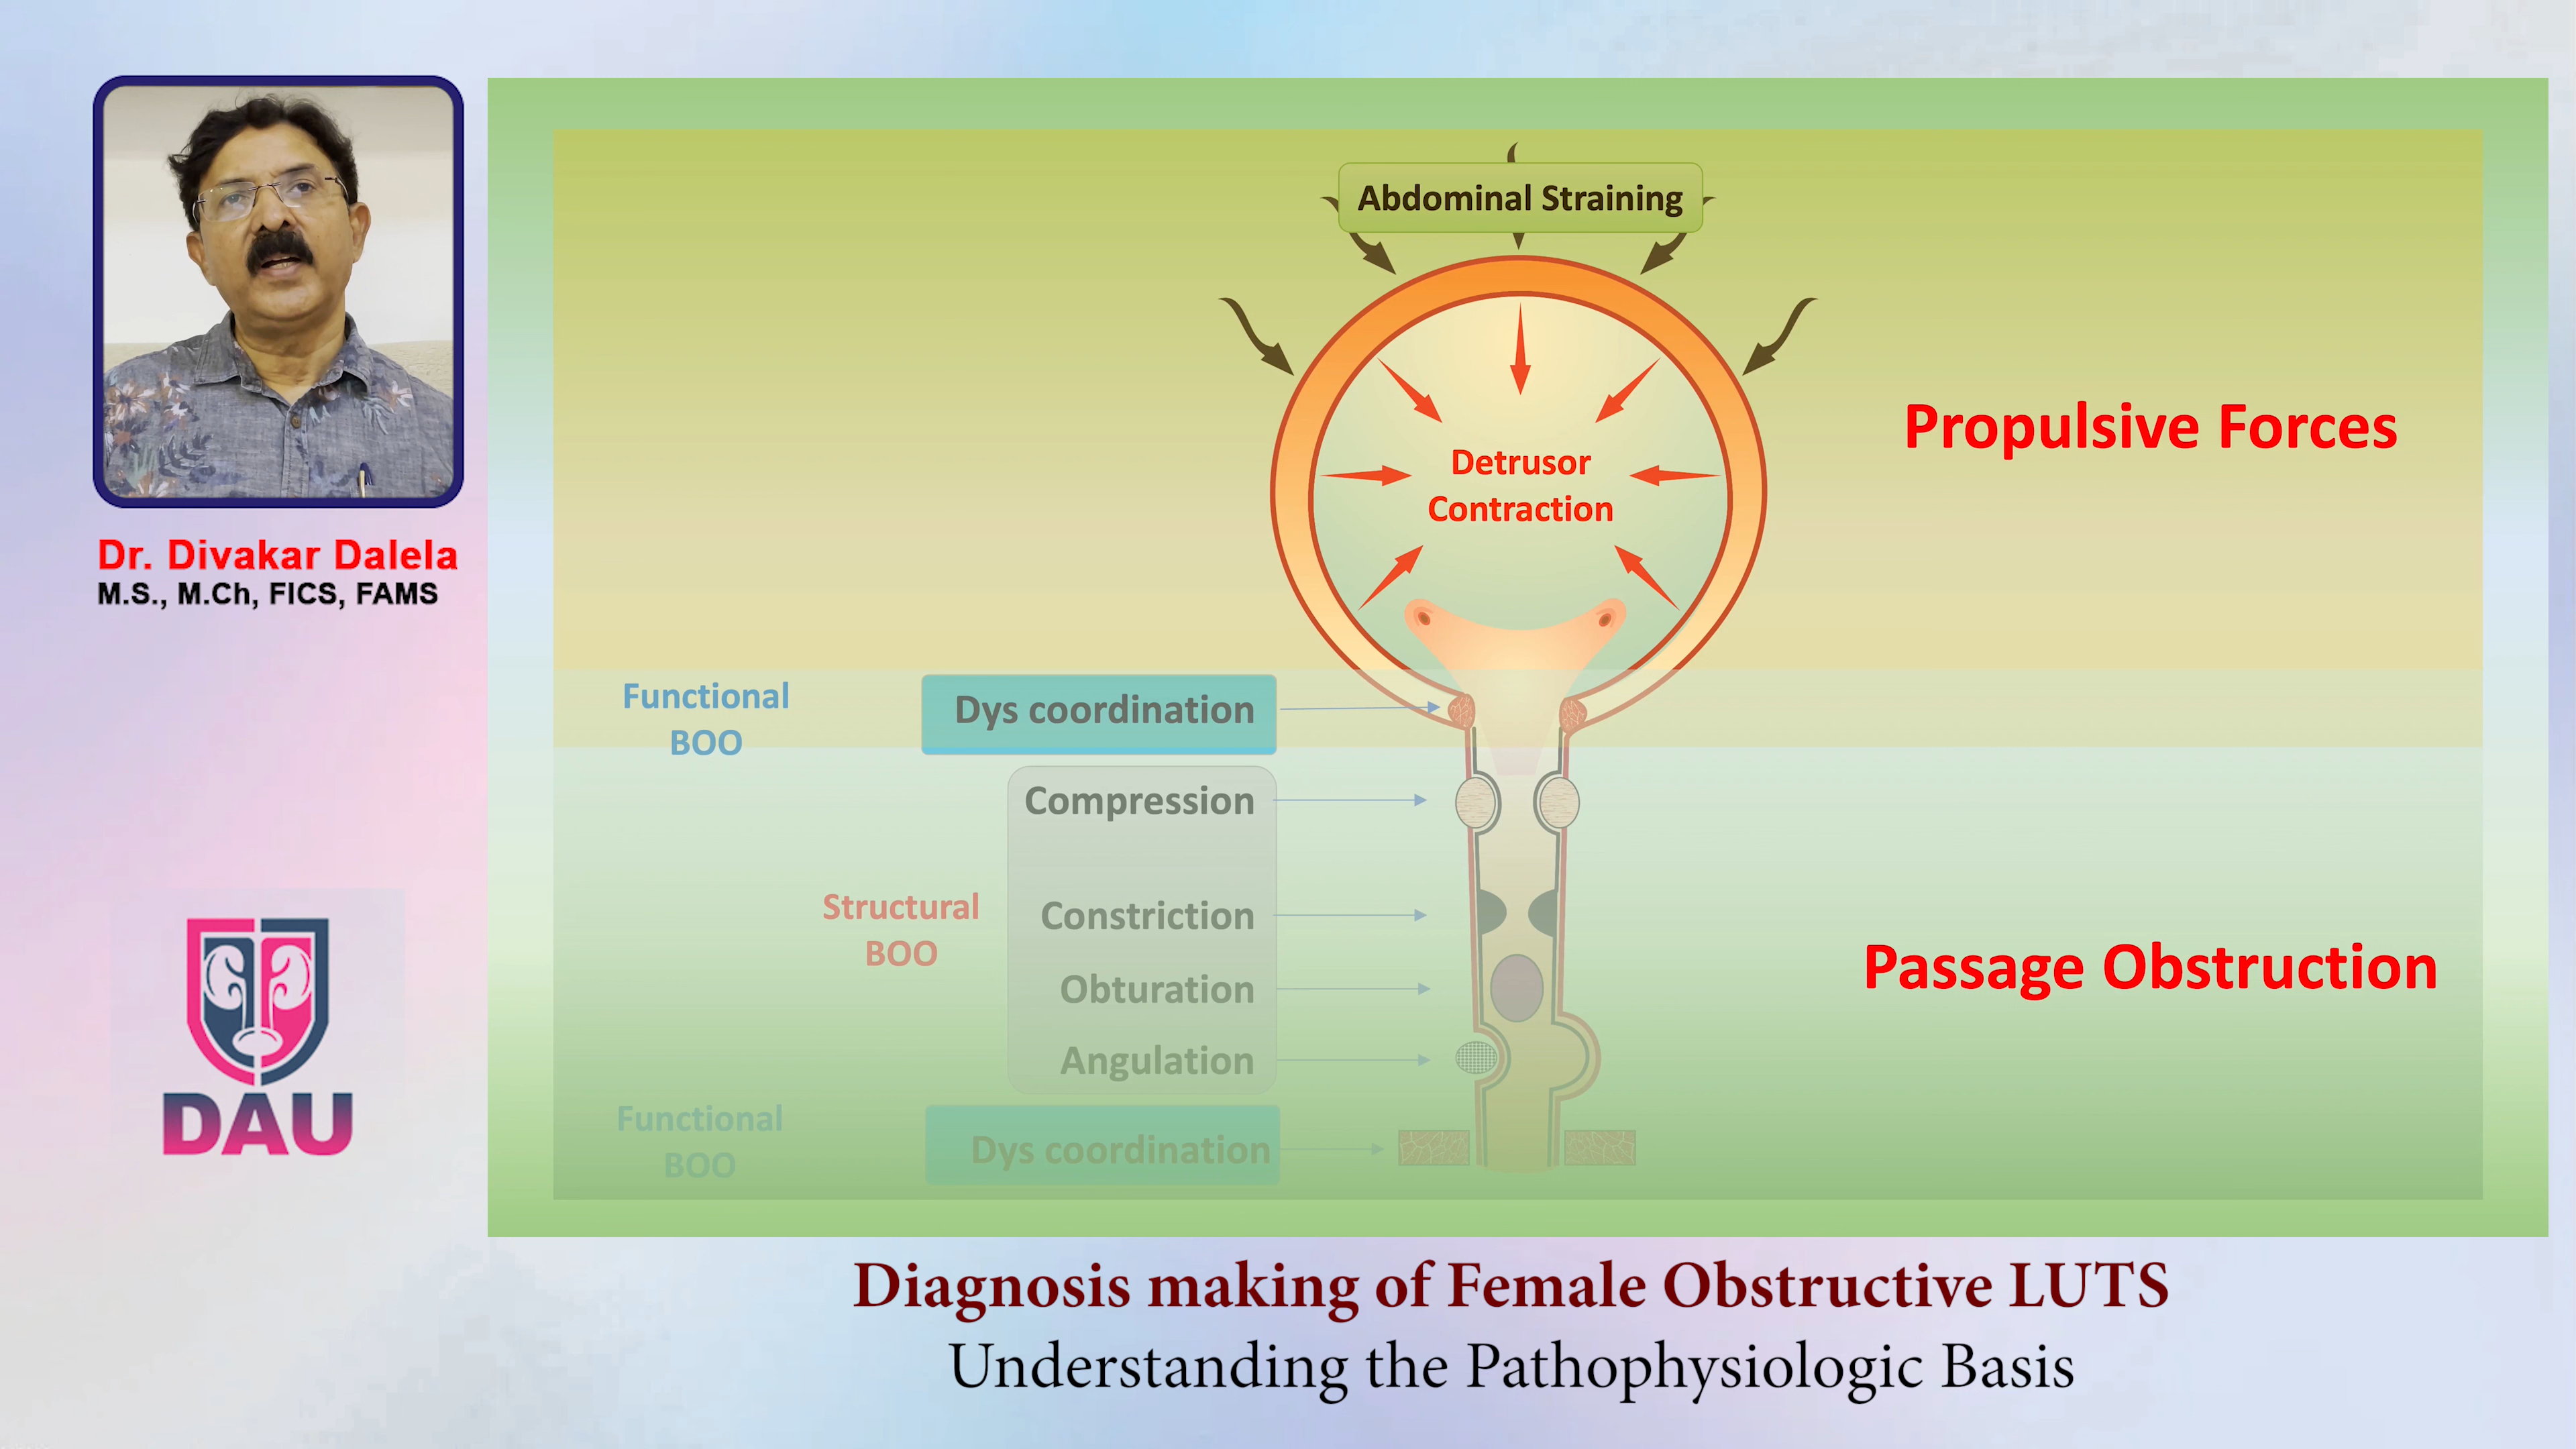 Abdominal Straining
Detrusor
Contraction
Propulsive Forces
Dr. Divakar Dalela
M.S., M.Ch, FICS, FAMS
Functional
BOO
Dys coordination
Compression
Structural
BOO
Constriction
Obturation
Angulation
Passage Obstruction
Functional
BOO
Dys coordination
DAU
Diagnosis making of Female Obstructive LUTS
Understanding the Pathophysiologic Basis